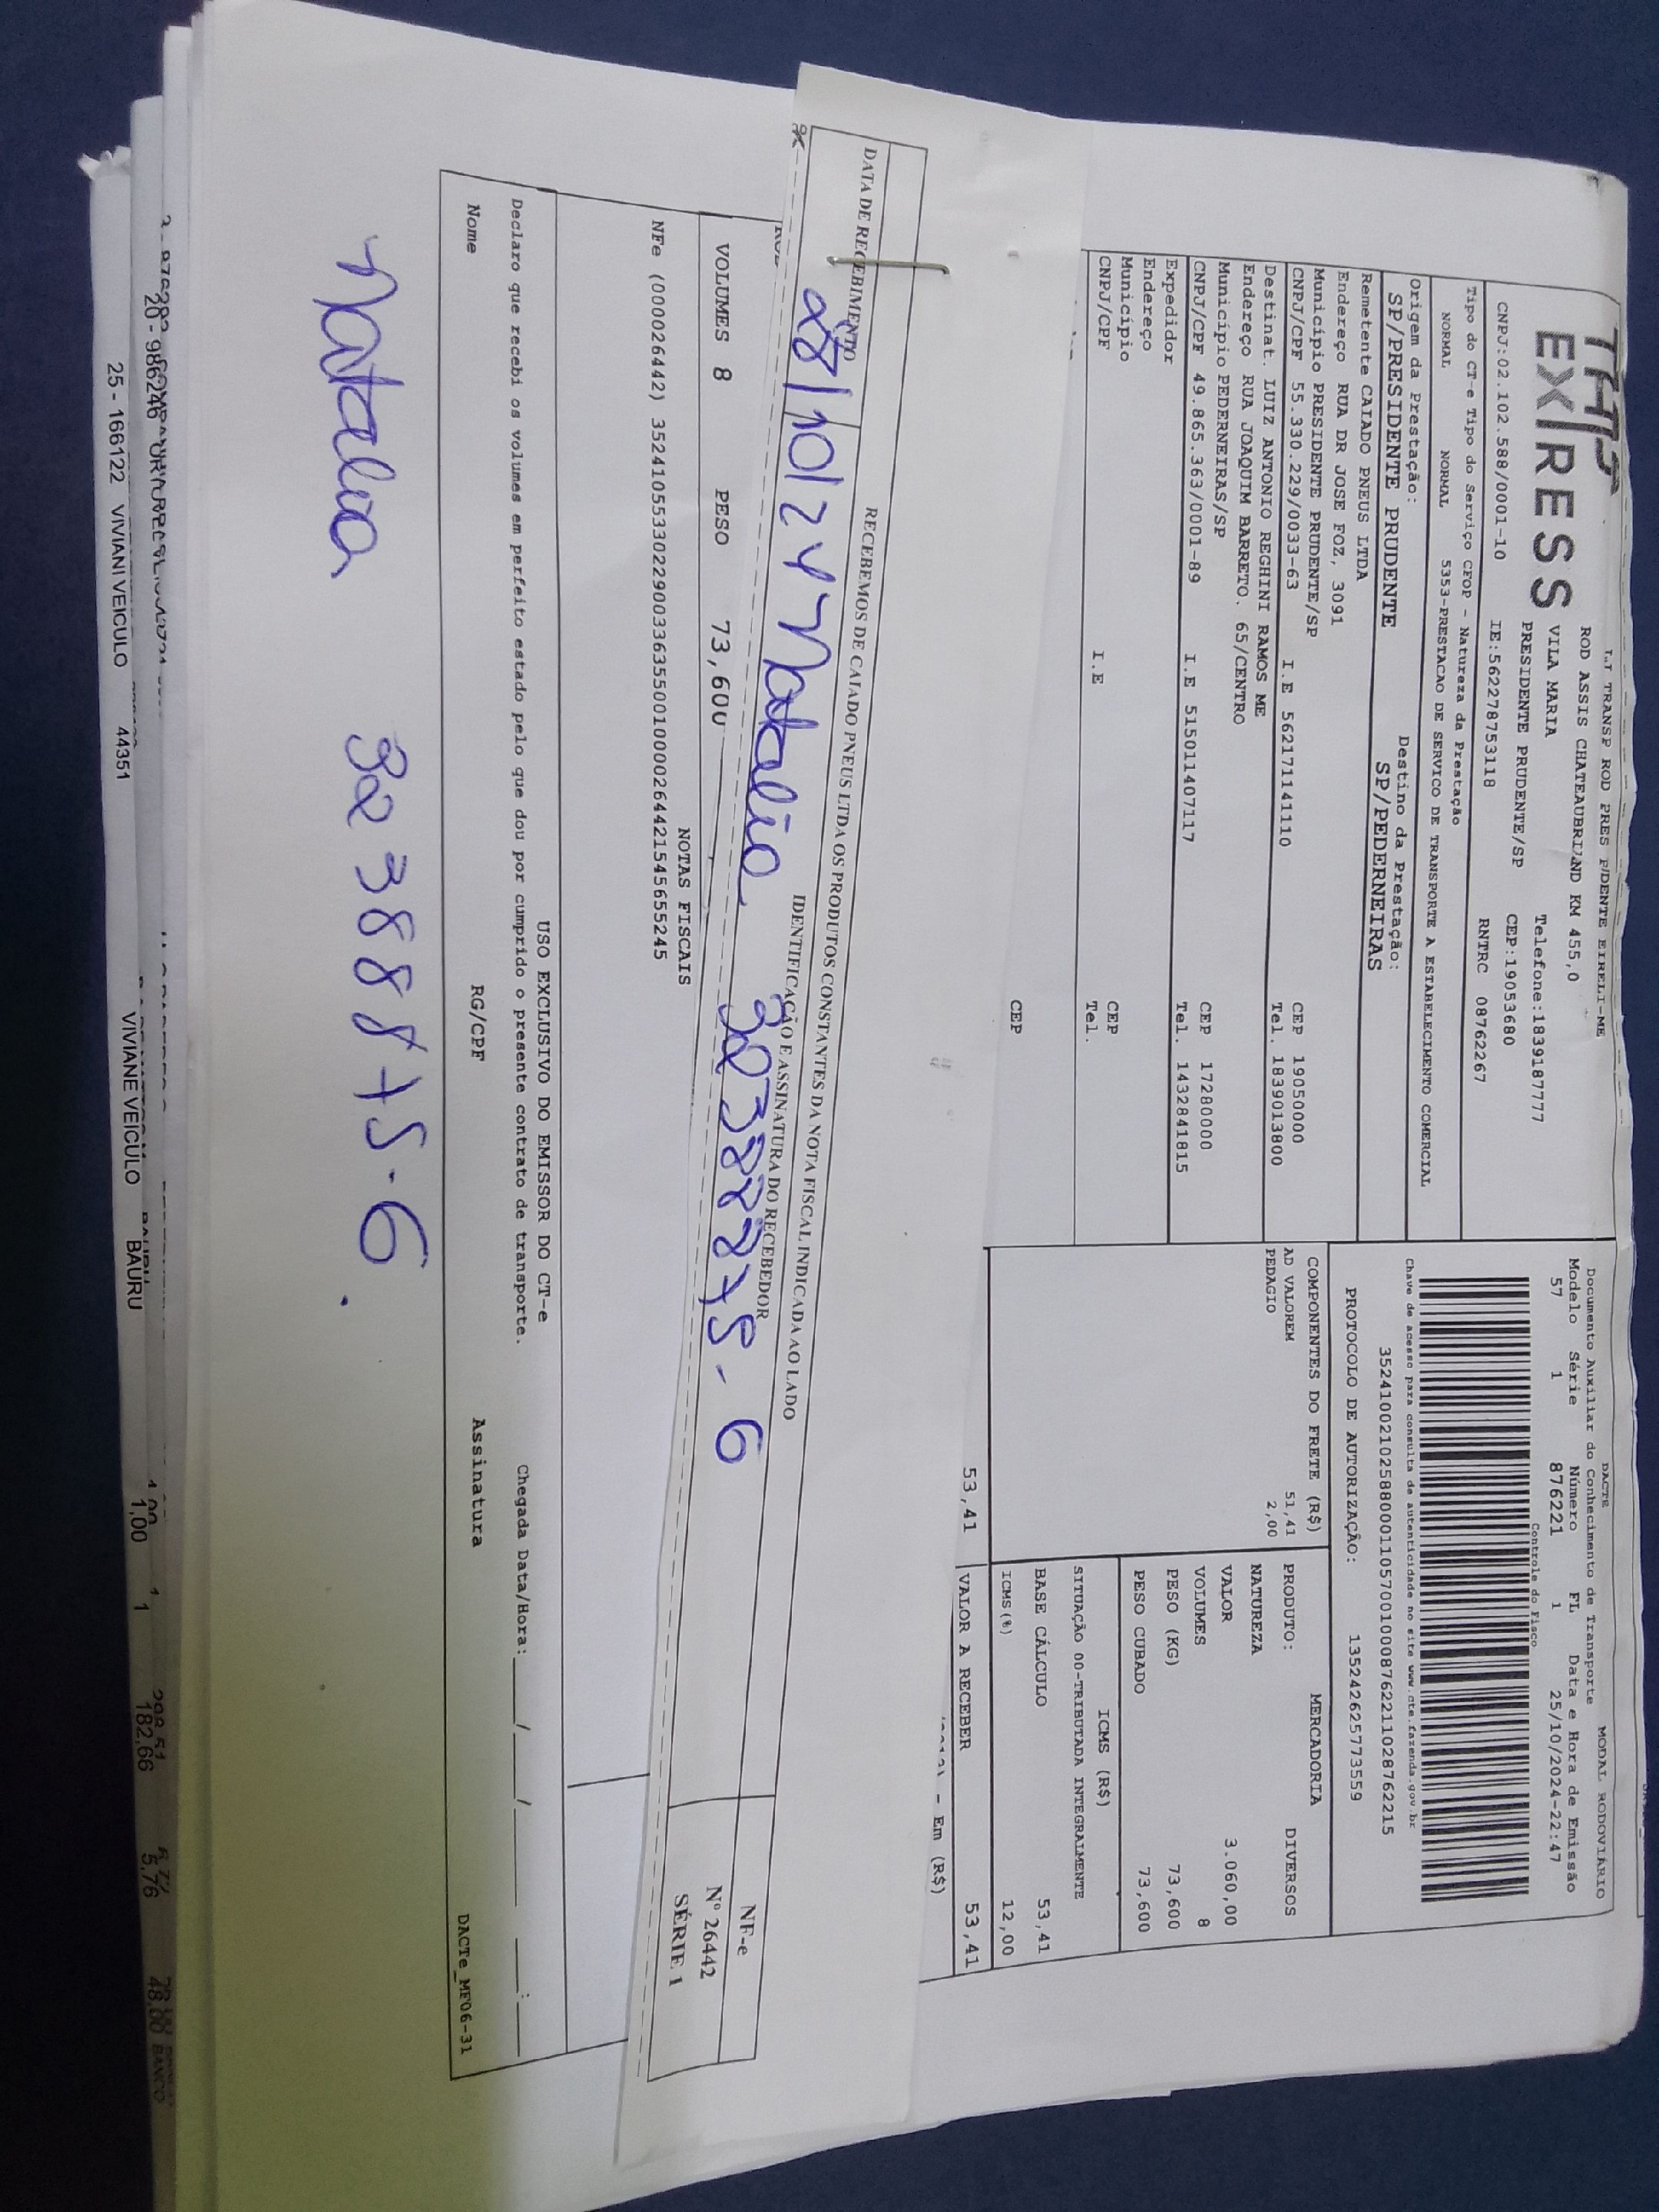 EXPRESS
TRANSP ROD PRES P/DENTE EIRELI-ME
ROD ASSIS CHATEAUBRIAND KM 455,0
VILA MARIA Telefone:1839187777
PRESIDENTE PRUDENTE/SP CEP:19053680
CNPJ:02.102.588/0001-10 IE:562278753118 RNTRC 08762267
Tipo do CT-e Tipo do Serviço CFOP - Natureza da Prestação
NORMAL NORMAL 5353-PRESTACAO DE SERVICO DE TRANSPORTE A ESTABELECIMENTO COMERCIAL
Origem da Prestação: Destino da Prestação:
SP/PRESIDENTE PRUDENTE SP/PEDERNEIRAS
Remetente CAIADO PNEUS LTDA
Endereço RUA DR JOSE FOZ, 3091
Município PRESIDENTE PRUDENTE/SP CEP 19050000
CNPJ/CPF 55.330.229/0033-63 I.E 562171141110 Tel. 1839013800
Destinat. LUIZ ANTONIO REGHINI RAMOS ME
Endereço RUA JOAQUIM BARRETO. 65/CENTRO
Município PEDERNEIRAS/SP CEP 17280000
CNPJ/CPF 49.865.363/0001-89 I.E 515011407117 Tel. 1432841815
Expedidor
Endereço
Município CEP
CNPJ/CPF I.E Tel.
CEP
DACTE MODAL RODOVIÁRIO
Documento Auxiliar do Conhecimento de Transporte
Modelo Série Número FL Data e Hora de Emissão
57 1 876221 1 25/10/2024-22:47
Controle do Fisco
Chave de acesso para consulta de autenticidade no site www.cte.fazenda.gov.br
35241002102588000110570010008762211028762215
PROTOCOLO DE AUTORIZAÇÃO: 135242625773559
COMPONENTES DO FRETE (R$)
AD VALOREM 51,41
PEDAGIO 2,00
MERCADORIA
PRODUTO: DIVERSOS
NATUREZA
VALOR 3.060,00
VOLUMES 8
PESO (KG) 73,600
PESO CUBADO 73,600
ICMS (R$)
SITUAÇÃO 00-TRIBUTADA INTEGRALMENTE
BASE CÁLCULO 53,41
ICMS(%) 12,00
53,41 VALOR A RECEBER 53,41
- Em (R$)
RECEBEMOS DE CAIADO PNEUS LTDA OS PRODUTOS CONSTANTES DA NOTA FISCAL INDICADA AO LADO
DATA DE RECEBIMENTO IDENTIFICAÇÃO E ASSINATURA DO RECEBEDOR
28/10/24 Natalia 3238875-6
NF-e
Nº 26442
SÉRIE 1
VOLUMES 8 PESO 73,600
NOTAS FISCAIS
NFe (000026442) 35241055330229003363550010000264421545655245
USO EXCLUSIVO DO EMISSOR DO CT-e
Declaro que recebi os volumes em perfeito estado pelo que dou por cumprido o presente contrato de transporte. Chegada Data/Hora: ____/____/____ ____:____
Nome RG/CPF Assinatura DACTe_MF06-31
Natalia 3238875-6.
20 - 986246
VIVIANE VEICULO BAURU 1,00 1 182,66 5,76 48,00
25 - 166122 VIVIANI VEICULO 44351